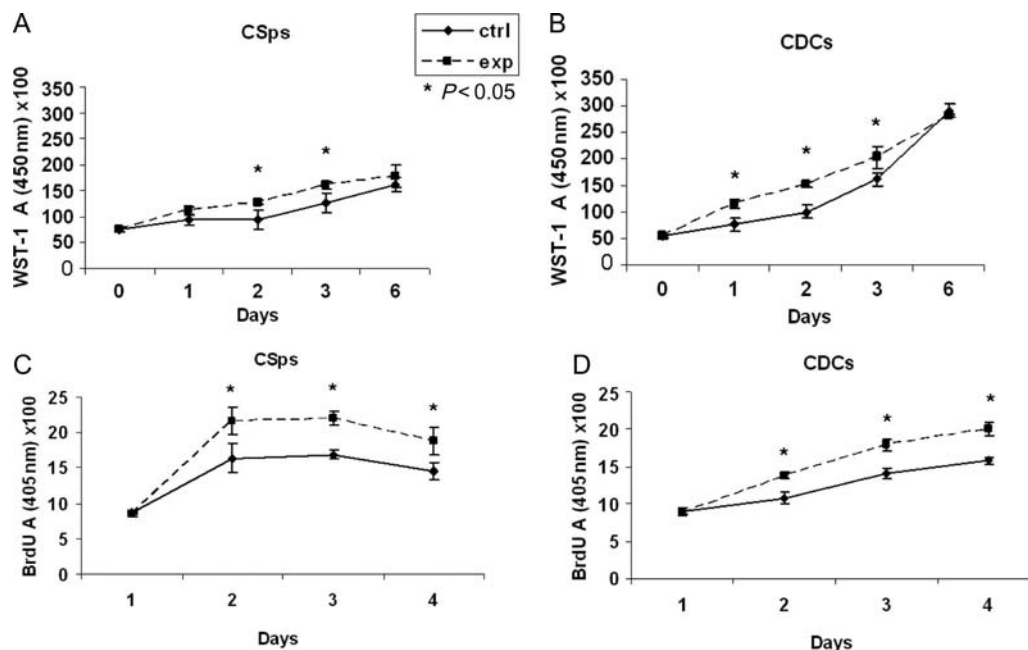 A
CSps
ctrl
exp
* P < 0.05
WST-1 A (450 nm) x100
350
300
250
200
150
100
50
0
0 1 2 3 6
Days
* *
B
CDCs
WST-1 A (450 nm) x100
350
300
250
200
150
100
50
0
0 1 2 3 6
Days
* * *
C
CSps
BrdU A (405 nm) x100
25
20
15
10
5
0
1 2 3 4
Days
* * *
D
CDCs
BrdU A (405 nm) x100
25
20
15
10
5
0
1 2 3 4
Days
* * *